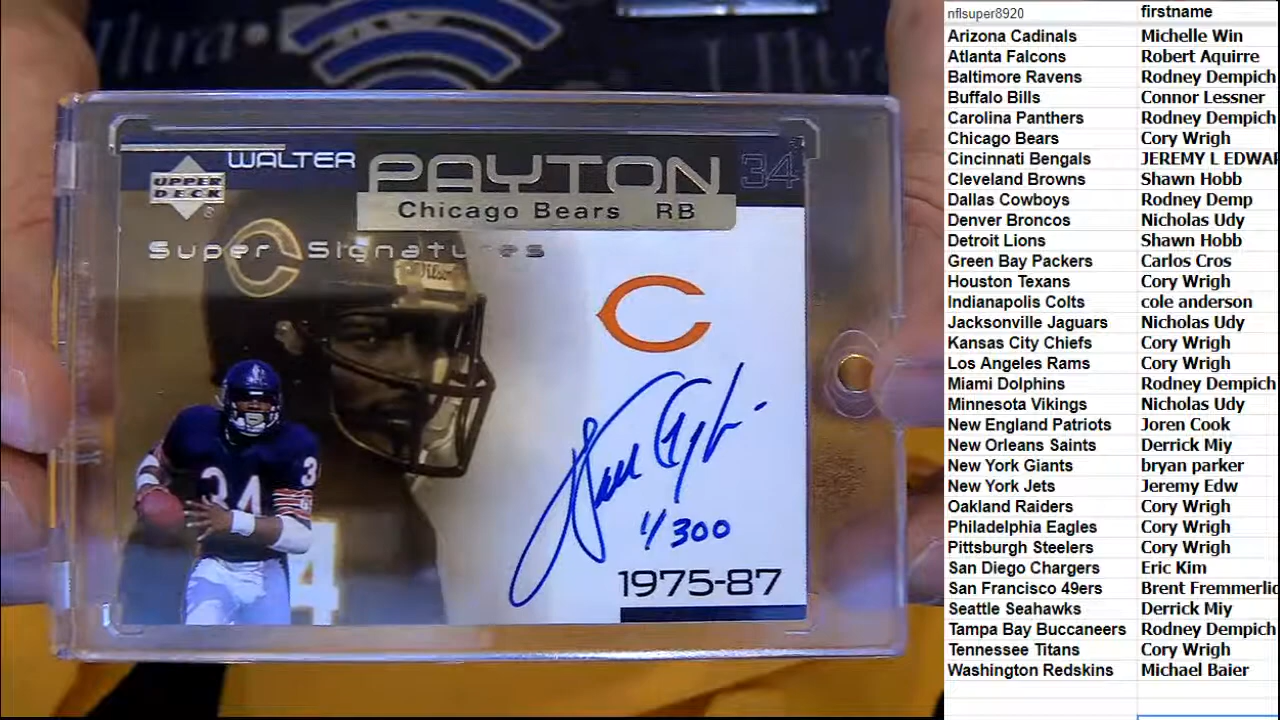 Ultra
WALTER
PAYTON
34
UPPER
DECK
Chicago Bears RB
Super Signatures
Wilson
34
3
1/300
1975-87
nflsuper8920 firstname
Arizona Cadinals Michelle Win
Atlanta Falcons Robert Aquirre
Baltimore Ravens Rodney Dempich
Buffalo Bills Connor Lessner
Carolina Panthers Rodney Dempich
Chicago Bears Cory Wrigh
Cincinnati Bengals JEREMY L EDWAR
Cleveland Browns Shawn Hobb
Dallas Cowboys Rodney Demp
Denver Broncos Nicholas Udy
Detroit Lions Shawn Hobb
Green Bay Packers Carlos Cros
Houston Texans Cory Wrigh
Indianapolis Colts cole anderson
Jacksonville Jaguars Nicholas Udy
Kansas City Chiefs Cory Wrigh
Los Angeles Rams Cory Wrigh
Miami Dolphins Rodney Dempich
Minnesota Vikings Nicholas Udy
New England Patriots Joren Cook
New Orleans Saints Derrick Miy
New York Giants bryan parker
New York Jets Jeremy Edw
Oakland Raiders Cory Wrigh
Philadelphia Eagles Cory Wrigh
Pittsburgh Steelers Cory Wrigh
San Diego Chargers Eric Kim
San Francisco 49ers Brent Fremmerlic
Seattle Seahawks Derrick Miy
Tampa Bay Buccaneers Rodney Dempich
Tennessee Titans Cory Wrigh
Washington Redskins Michael Baier